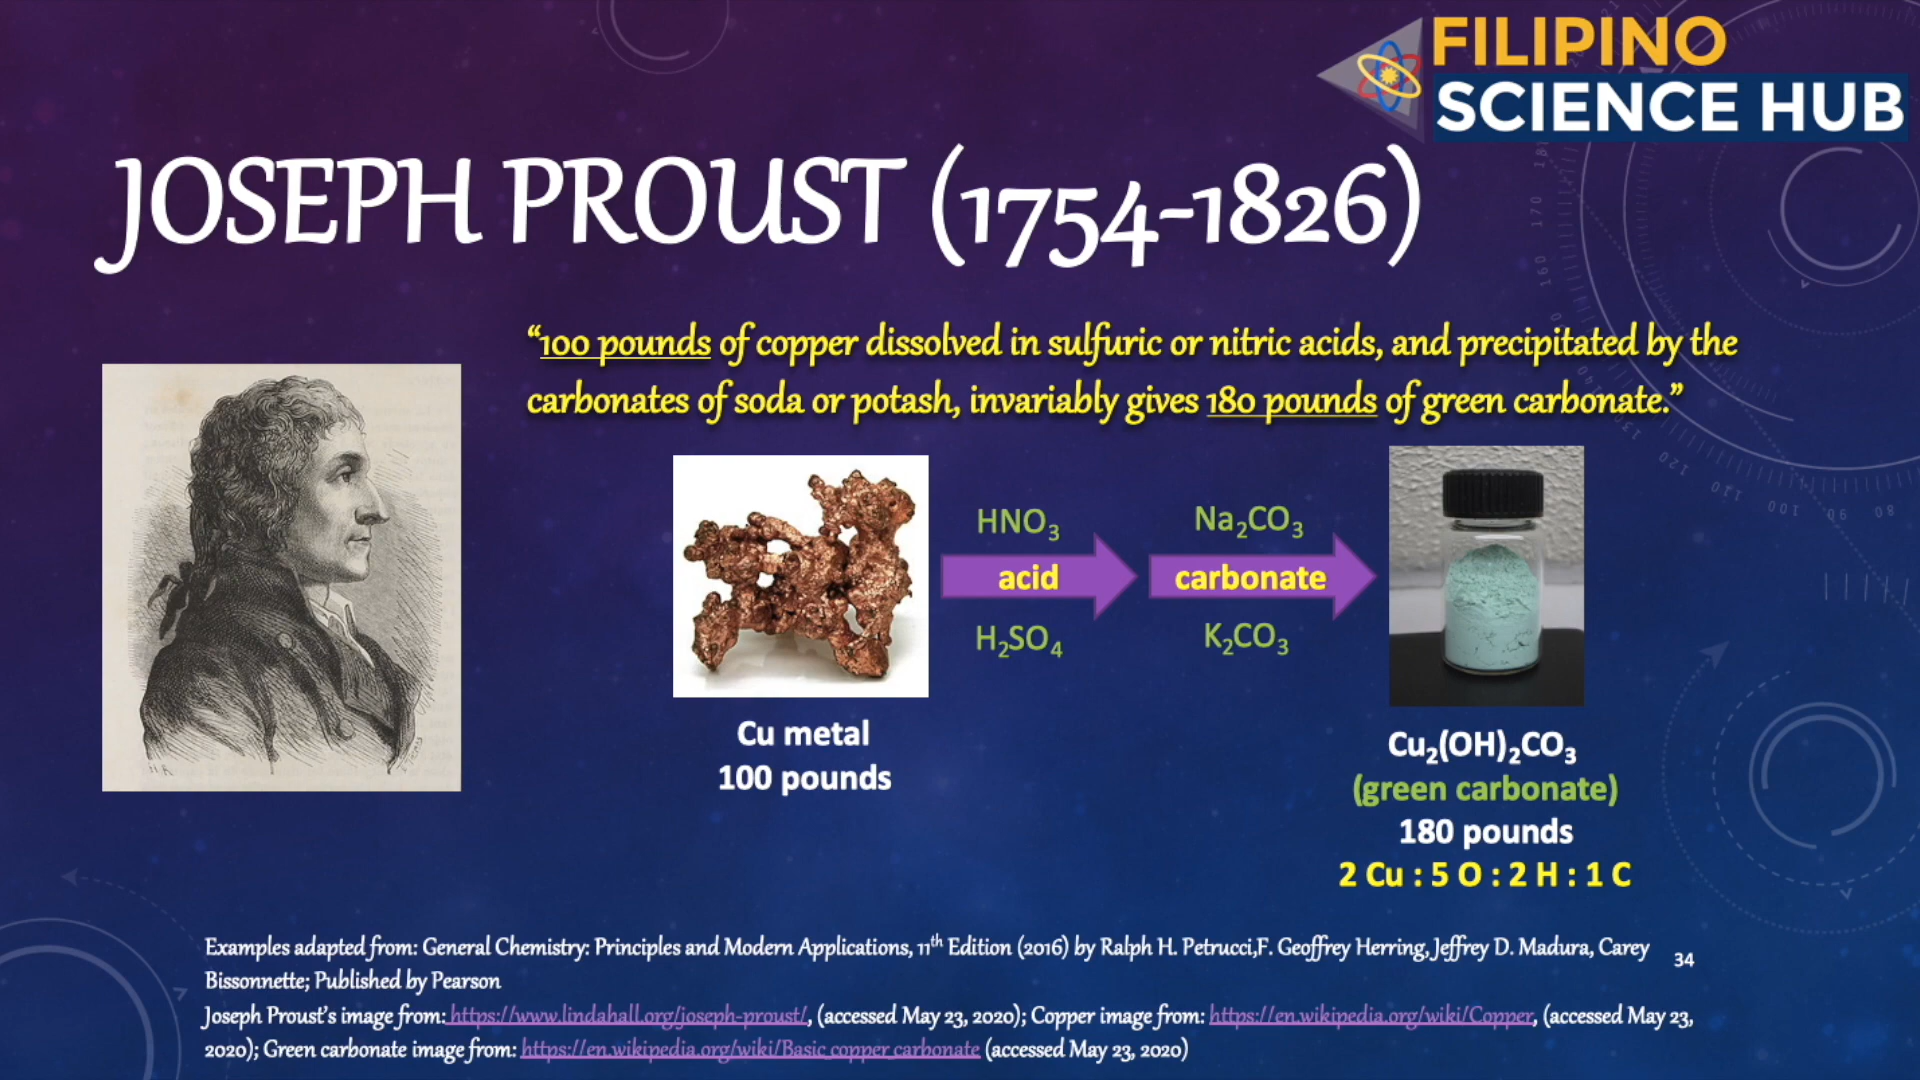 FILIPINO
SCIENCE HUB
JOSEPH PROUST (1754-1826)
“100 pounds of copper dissolved in sulfuric or nitric acids, and precipitated by the
carbonates of soda or potash, invariably gives 180 pounds of green carbonate.”
HNO₃
acid
H₂SO₄
Na₂CO₃
carbonate
K₂CO₃
Cu metal
100 pounds
Cu₂(OH)₂CO₃
(green carbonate)
180 pounds
2 Cu : 5 O : 2 H : 1 C
Examples adapted from: General Chemistry: Principles and Modern Applications, 11th Edition (2016) by Ralph H. Petrucci,F. Geoffrey Herring, Jeffrey D. Madura, Carey
Bissonnette; Published by Pearson
34
Joseph Proust’s image from: https://www.lindahall.org/joseph-proust/, (accessed May 23, 2020); Copper image from: https://en.wikipedia.org/wiki/Copper, (accessed May 23,
2020); Green carbonate image from: https://en.wikipedia.org/wiki/Basic_copper_carbonate (accessed May 23, 2020)